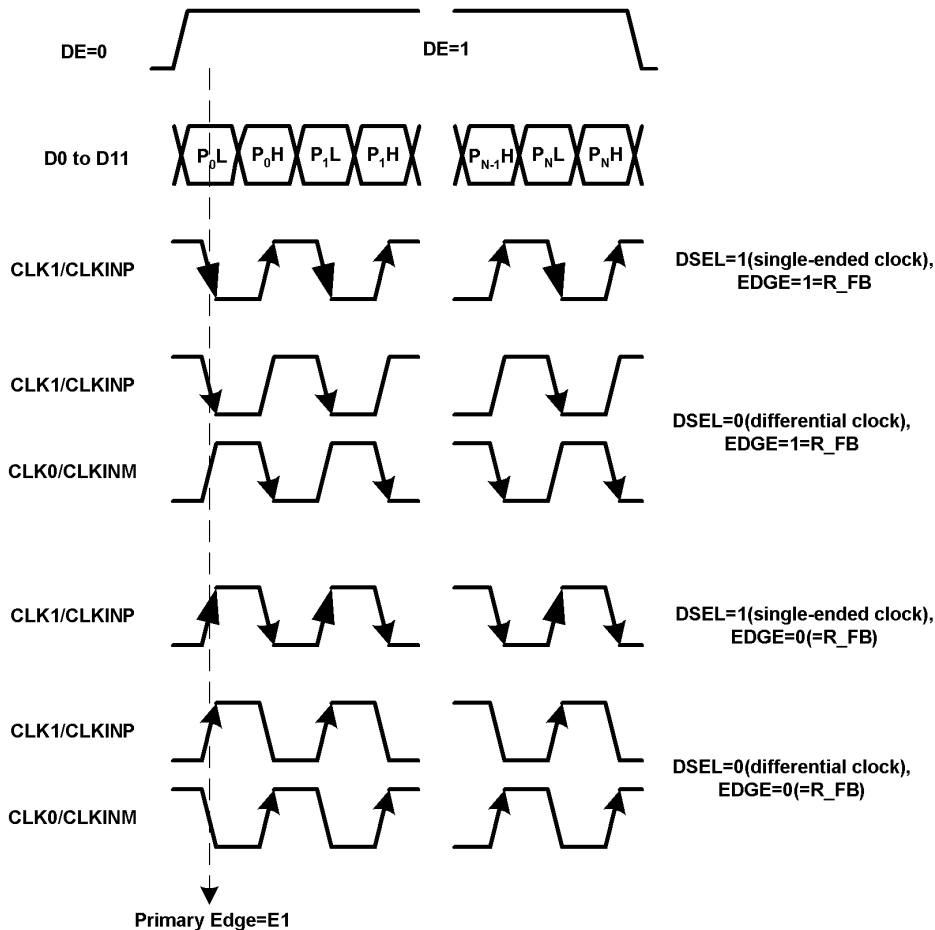 DE=0
DE=1
D0 to D11
P0L
P0H
P1L
P1H
PN-1H
PNL
PNH
CLK1/CLKINP
DSEL=1(single-ended clock),
EDGE=1=R_FB
CLK1/CLKINP
CLK0/CLKINM
DSEL=0(differential clock),
EDGE=1=R_FB
CLK1/CLKINP
DSEL=1(single-ended clock),
EDGE=0(=R_FB)
CLK1/CLKINP
CLK0/CLKINM
DSEL=0(differential clock),
EDGE=0(=R_FB)
Primary Edge=E1